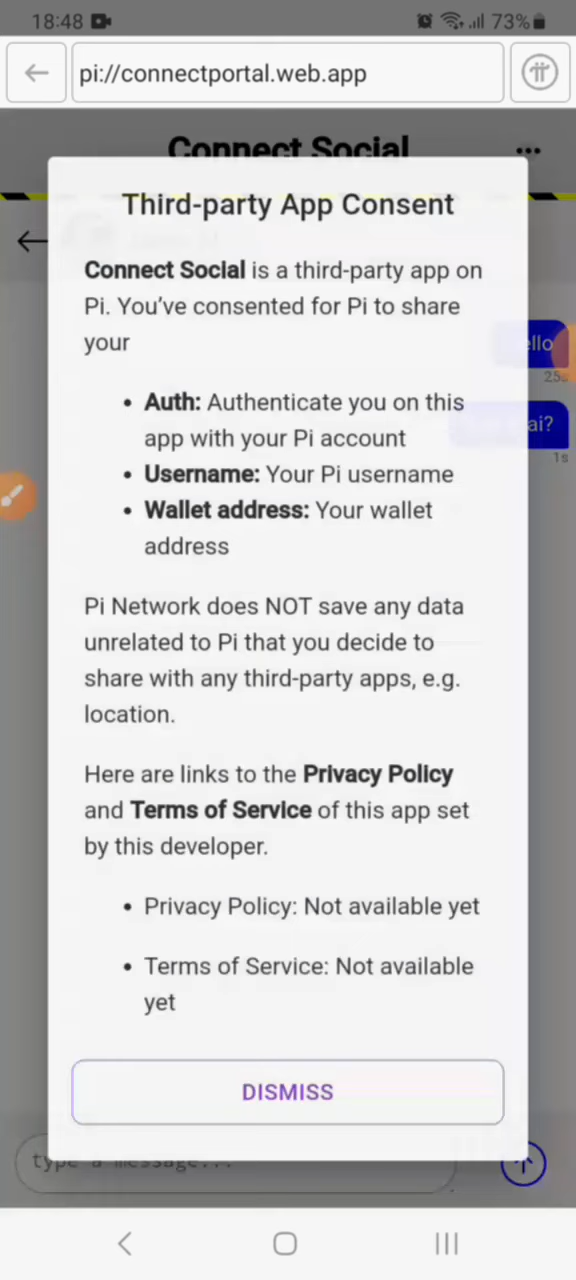 18:48
73%
pi://connectportal.web.app
Connect Social
Third-party App Consent
Connect Social is a third-party app on
Pi. You’ve consented for Pi to share
your
ello
25s
• Auth: Authenticate you on this
app with your Pi account
ai?
1s
• Username: Your Pi username
• Wallet address: Your wallet
address
Pi Network does NOT save any data
unrelated to Pi that you decide to
share with any third-party apps, e.g.
location.
Here are links to the Privacy Policy
and Terms of Service of this app set
by this developer.
• Privacy Policy: Not available yet
• Terms of Service: Not available
yet
DISMISS
type a message...